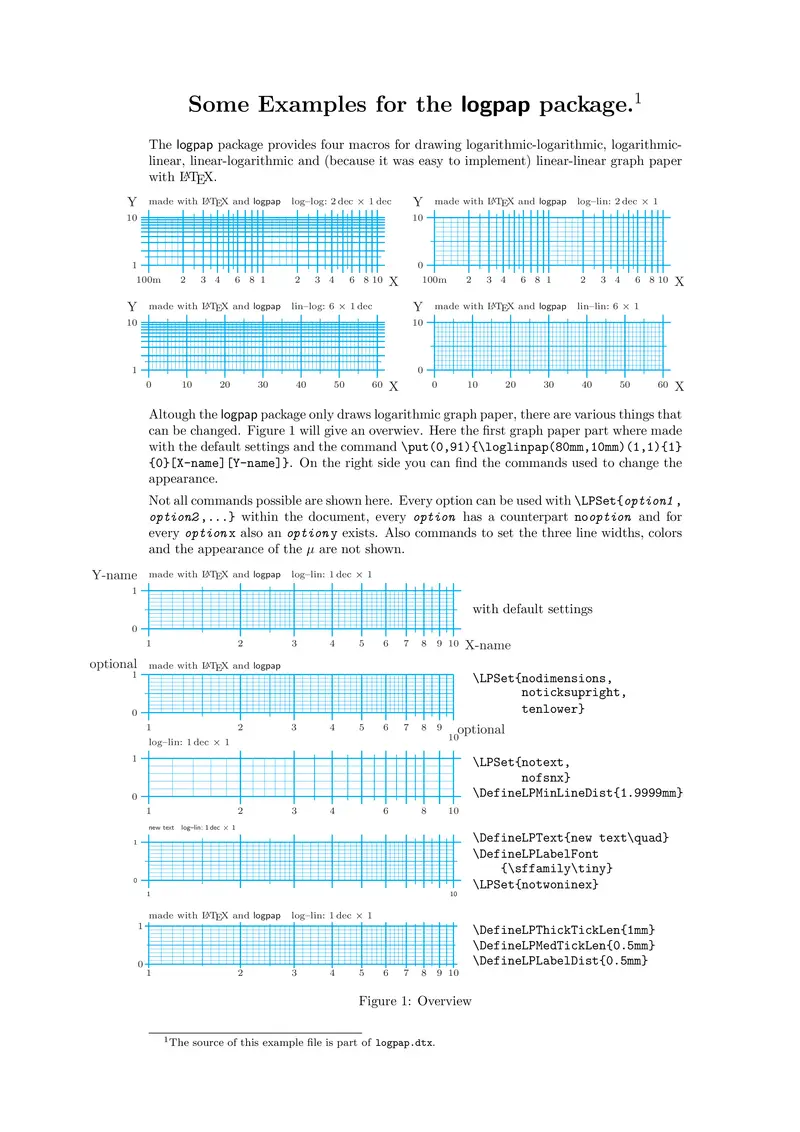 Some Examples for the logpap package.1
The logpap package provides four macros for drawing logarithmic-logarithmic, logarithmic-
linear, linear-logarithmic and (because it was easy to implement) linear-linear graph paper
with LATEX.
Y made with LATEX and logpap log–log: 2 dec × 1 dec
10
1
100m 2 3 4 6 8 1 2 3 4 6 8 10 X
Y made with LATEX and logpap log–lin: 2 dec × 1
10
0
100m 2 3 4 6 8 1 2 3 4 6 8 10 X
Y made with LATEX and logpap lin–log: 6 × 1 dec
10
1
0 10 20 30 40 50 60 X
Y made with LATEX and logpap lin–lin: 6 × 1
10
0
0 10 20 30 40 50 60 X
Altough the logpap package only draws logarithmic graph paper, there are various things that
can be changed. Figure 1 will give an overwiev. Here the first graph paper part where made
with the default settings and the command \put(0,91){\loglinpap(80mm,10mm)(1,1){1}
{0}[X-name][Y-name]}. On the right side you can find the commands used to change the
appearance.
Not all commands possible are shown here. Every option can be used with \LPSet{option1,
option2,...} within the document, every option has a counterpart nooption and for
every optionx also an optiony exists. Also commands to set the three line widths, colors
and the appearance of the μ are not shown.
Y-name made with LATEX and logpap log–lin: 1 dec × 1
1
with default settings
0
1 2 3 4 5 6 7 8 9 10 X-name
optional made with LATEX and logpap
1
\LPSet{nodimensions,
noticksupright,
tenlower}
0
1 2 3 4 5 6 7 8 9 optional
10
log–lin: 1 dec × 1
1
\LPSet{notext,
nofsnx}
\DefineLPMinLineDist{1.9999mm}
0
1 2 3 4 6 8 10
new text log–lin: 1 dec × 1
1
\DefineLPText{new text\quad}
\DefineLPLabelFont
{\sffamily\tiny}
\LPSet{notwoninex}
0
1 10
made with LATEX and logpap log–lin: 1 dec × 1
1
\DefineLPThickTickLen{1mm}
\DefineLPMedTickLen{0.5mm}
\DefineLPLabelDist{0.5mm}
0
1 2 3 4 5 6 7 8 9 10
Figure 1: Overview
1The source of this example file is part of logpap.dtx.